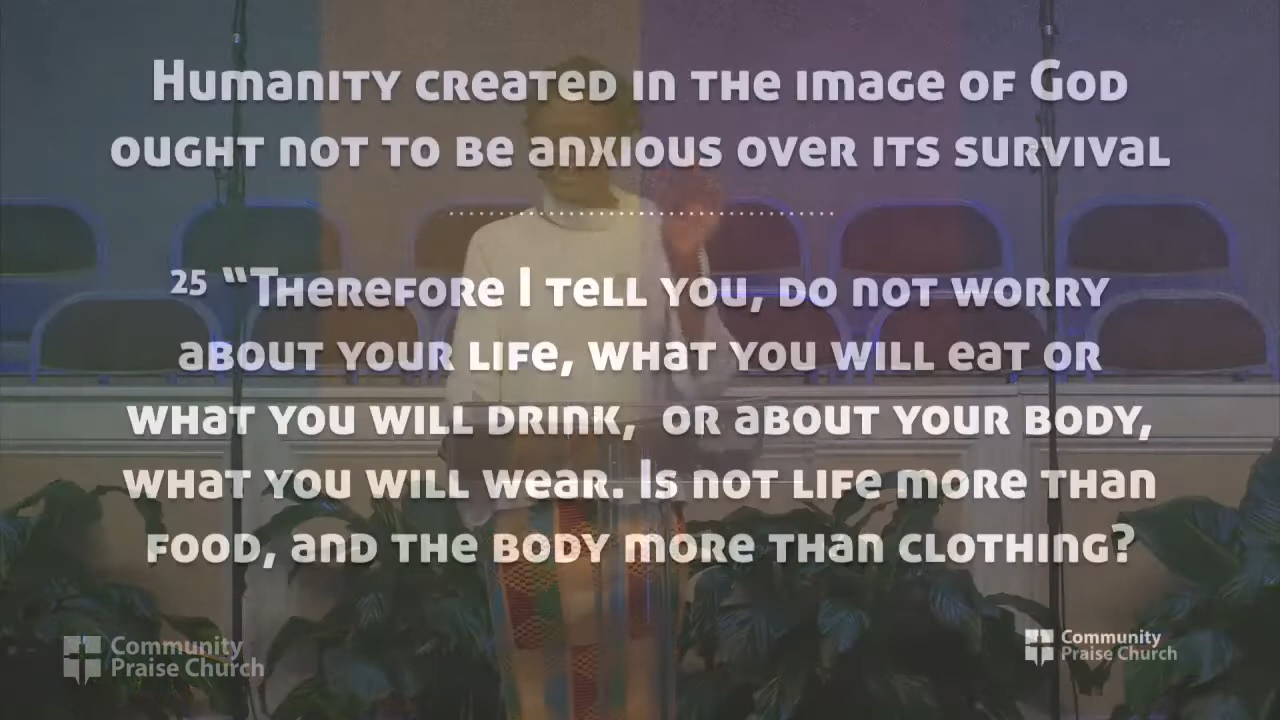 Humanity created in the image of God
ought not to be anxious over its survival
25 “Therefore I tell you, do not worry
about your life, what you will eat or
what you will drink, or about your body,
what you will wear. Is not life more than
food, and the body more than clothing?
Community
Praise Church
Community
Praise Church